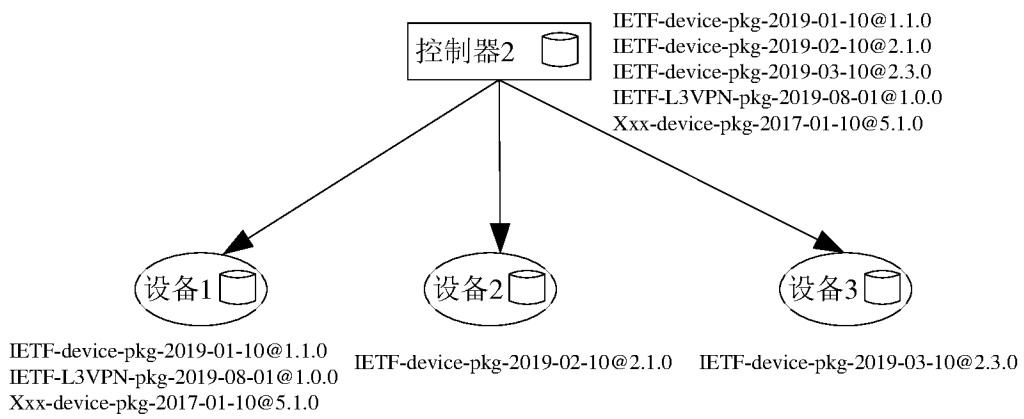 控制器2
IETF-device-pkg-2019-01-10@1.1.0
IETF-device-pkg-2019-02-10@2.1.0
IETF-device-pkg-2019-03-10@2.3.0
IETF-L3VPN-pkg-2019-08-01@1.0.0
Xxx-device-pkg-2017-01-10@5.1.0
设备1
IETF-device-pkg-2019-01-10@1.1.0
IETF-L3VPN-pkg-2019-08-01@1.0.0
Xxx-device-pkg-2017-01-10@5.1.0
设备2
IETF-device-pkg-2019-02-10@2.1.0
设备3
IETF-device-pkg-2019-03-10@2.3.0